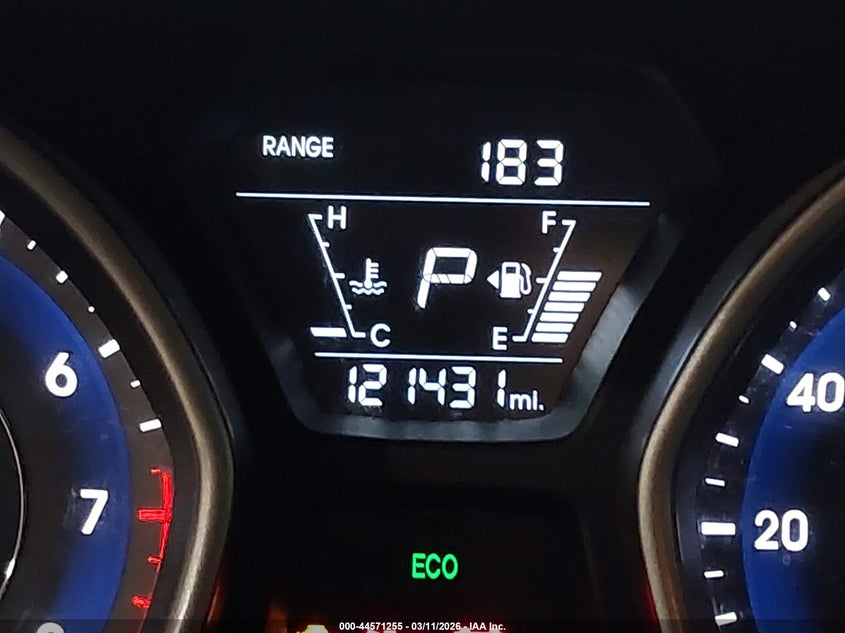 RANGE 183
H F
P
C E
121431 mi.
6
7
40
20
ECO
000-44571255 - 03/11/2026 - IAA Inc.